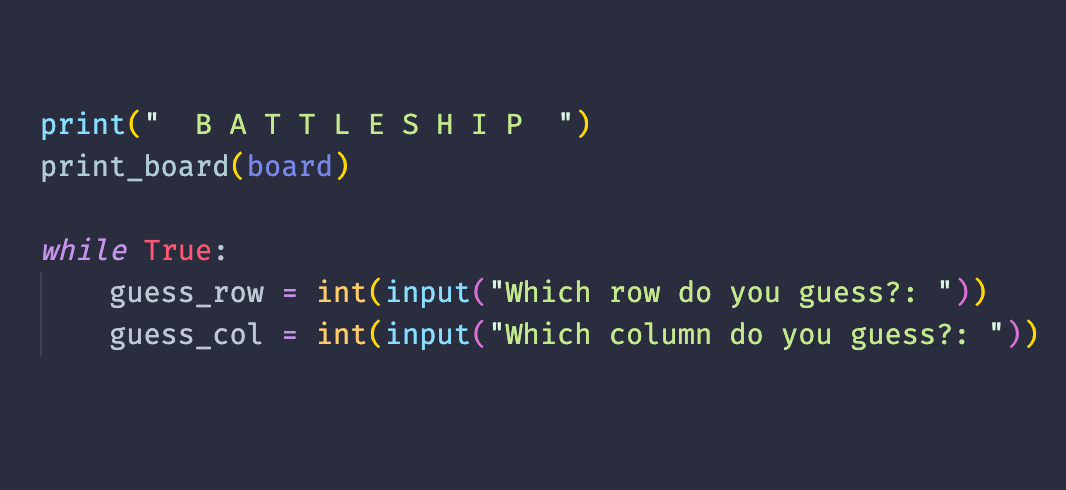 print("  B A T T L E S H I P  ")
print_board(board)
while True:
    guess_row = int(input("Which row do you guess?: "))
    guess_col = int(input("Which column do you guess?: "))